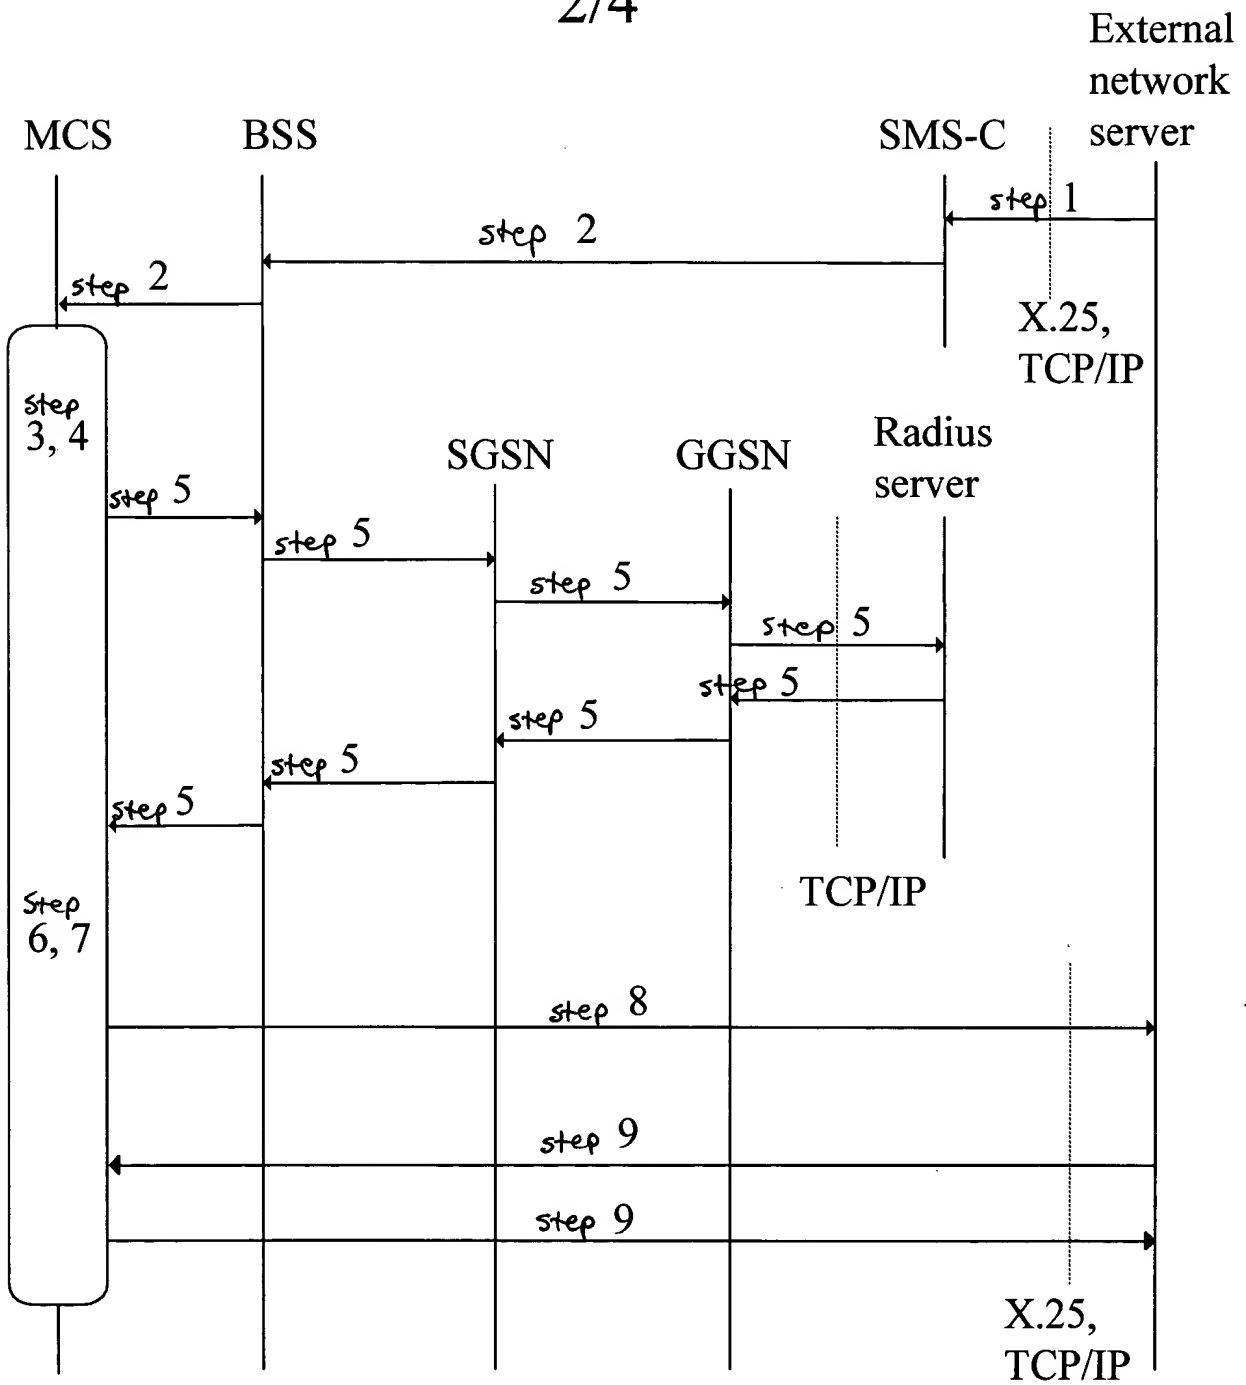 2/4
External
network
server
MCS
BSS
SMS-C
step 1
step 2
step 2
X.25,
TCP/IP
step
3, 4
Radius
server
SGSN
GGSN
step 5
step 5
step 5
step 5
step 5
step 5
step 5
step 5
TCP/IP
step
6, 7
step 8
step 9
step 9
X.25,
TCP/IP